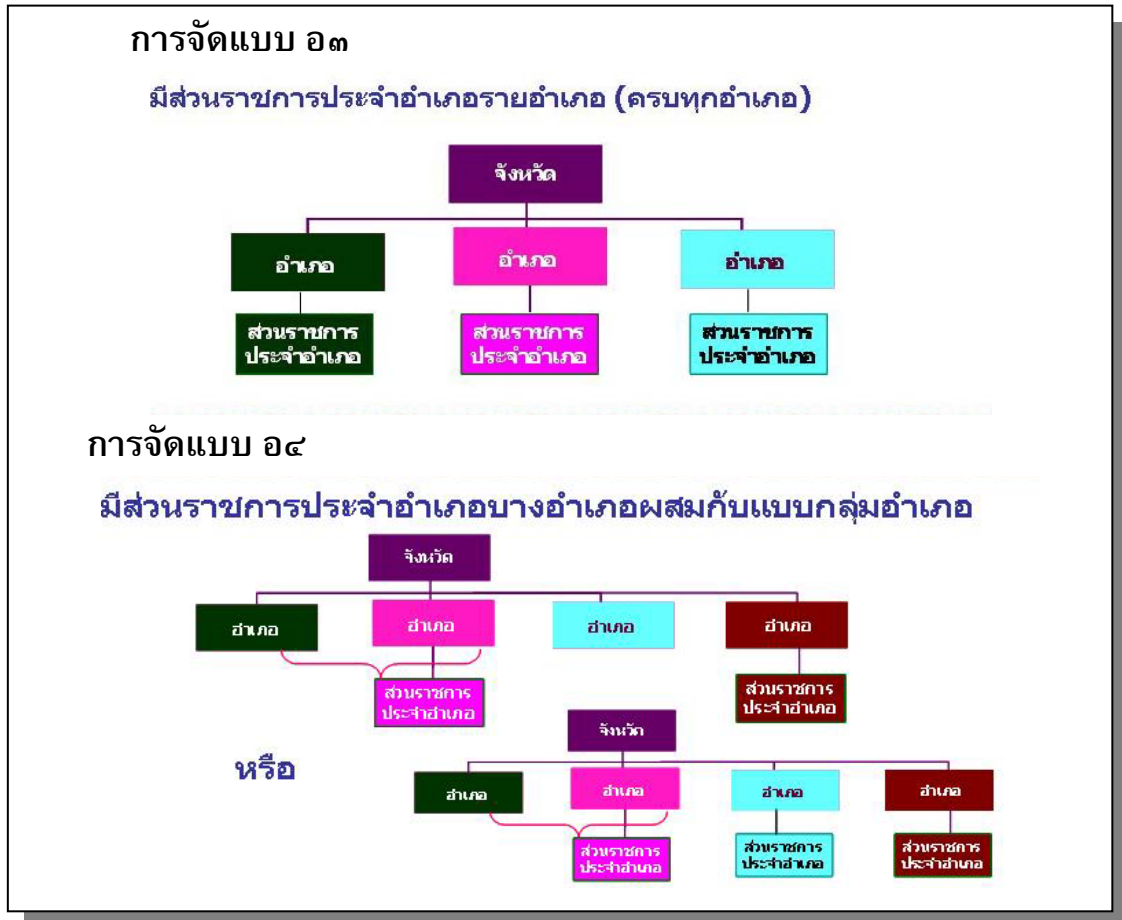 การจัดแบบ อ๓
มีส่วนราชการประจำอำเภอรายอำเภอ (ครบทุกอำเภอ)
จังหวัด
อำเภอ อำเภอ อำเภอ
ส่วนราชการ ส่วนราชการ ส่วนราชการ
ประจำอำเภอ ประจำอำเภอ ประจำอำเภอ
การจัดแบบ อ๔
มีส่วนราชการประจำอำเภอบางอำเภอผสมกับแบบกลุ่มอำเภอ
จังหวัด
อำเภอ อำเภอ อำเภอ อำเภอ
ส่วนราชการ ส่วนราชการ
ประจำอำเภอ ประจำอำเภอ
หรือ
จังหวัด
อำเภอ อำเภอ อำเภอ อำเภอ
ส่วนราชการ ส่วนราชการ ส่วนราชการ
ประจำอำเภอ ประจำอำเภอ ประจำอำเภอ